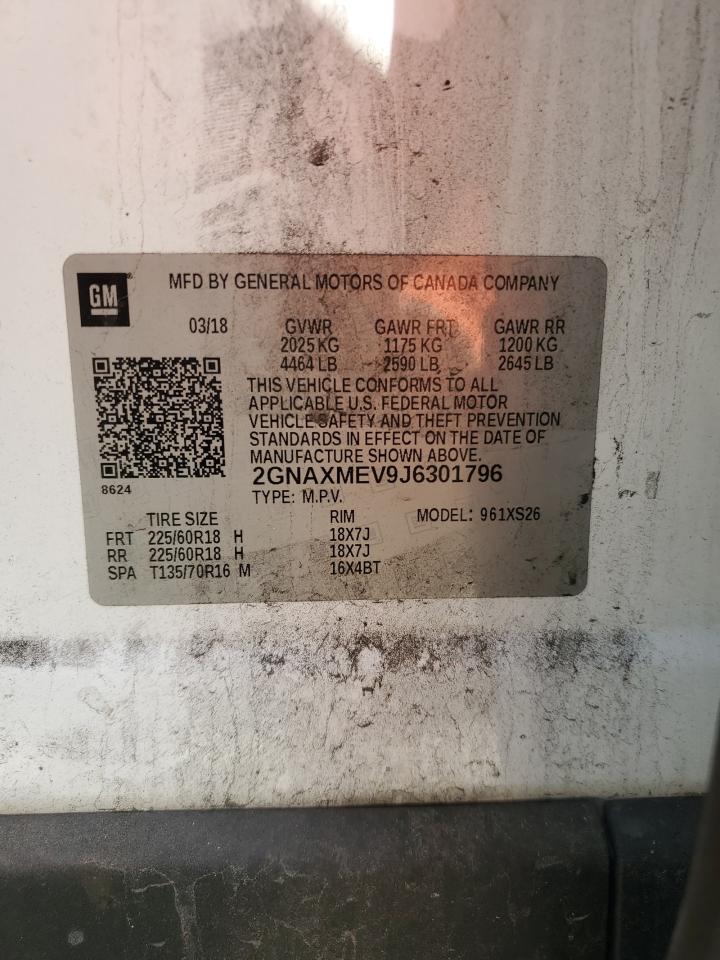 GM
MFD BY GENERAL MOTORS OF CANADA COMPANY
03/18 GVWR GAWR FRT GAWR RR
2025 KG 1175 KG 1200 KG
4464 LB 2590 LB 2645 LB
THIS VEHICLE CONFORMS TO ALL
APPLICABLE U.S. FEDERAL MOTOR
VEHICLE SAFETY AND THEFT PREVENTION
STANDARDS IN EFFECT ON THE DATE OF
MANUFACTURE SHOWN ABOVE.
2GNAXMEV9J6301796
8624
TYPE: M.P.V.
TIRE SIZE RIM MODEL: 961XS26
FRT 225/60R18 H 18X7J
RR 225/60R18 H 18X7J
SPA T135/70R16 M 16X4BT